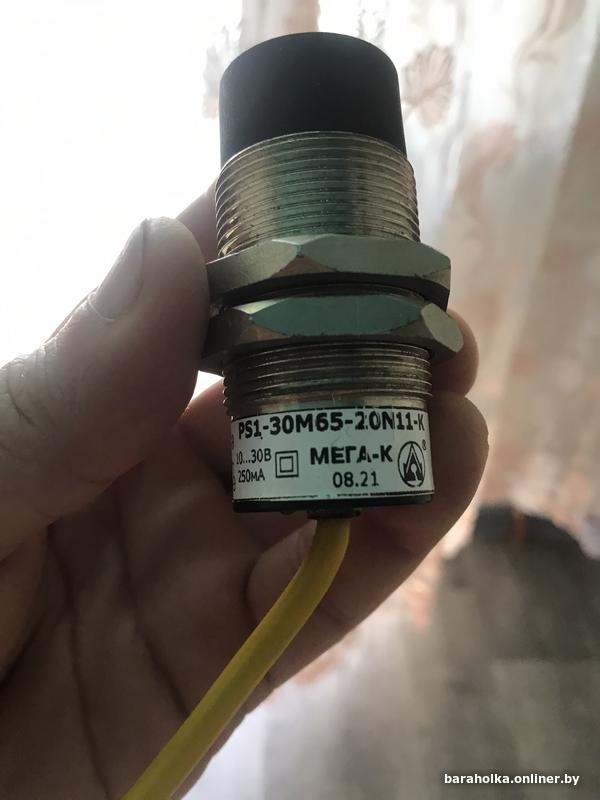 PS1-30M65-20N11-K
10...30В
250мА
МЕГА-К
®
08.21
baraholka.onliner.by